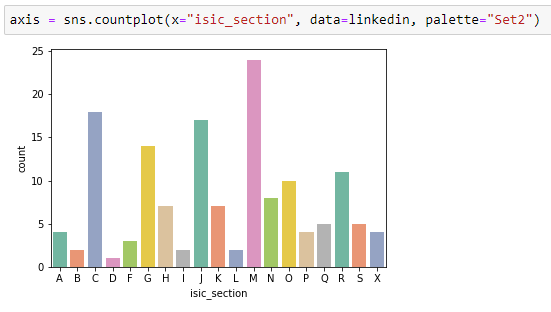 axis = sns.countplot(x="isic_section", data=linkedin, palette="Set2")
25
20
15
10
5
0
count
A B C D F G H I J K L M N O P Q R S X
isic_section